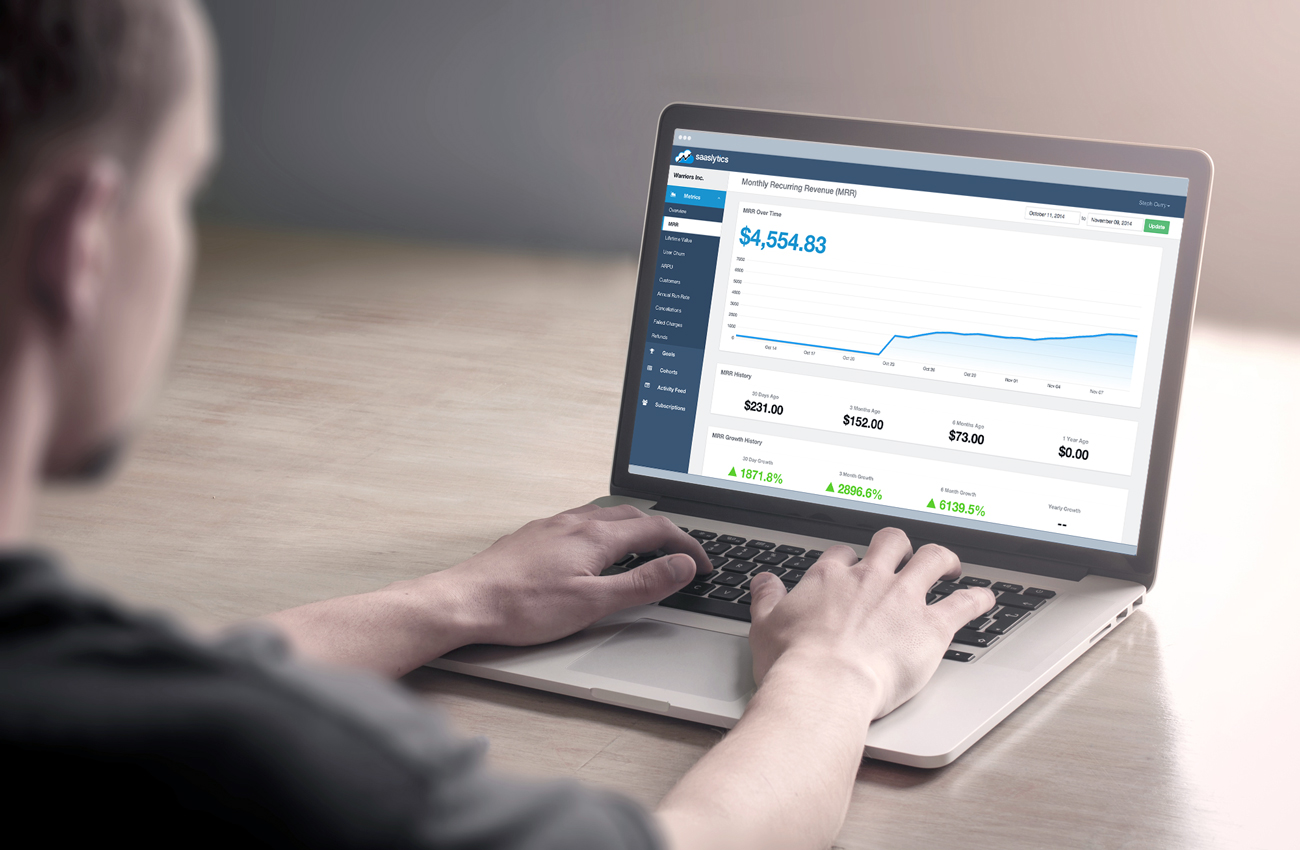 saaslytics
Steph Curry
Warriors Inc.
Monthly Recurring Revenue (MRR)
October 11, 2014 to November 09, 2014 Update
Metrics
Overview
MRR
Lifetime Value
User Churn
ARPU
Customers
Annual Run Rate
Cancellations
Failed Charges
Refunds
Goals
Cohorts
Activity Feed
Subscriptions
MRR Over Time
$4,554.83
7000
6000
5000
4000
3000
2000
1000
0
Oct 14 Oct 17 Oct 20 Oct 23 Oct 26 Oct 29 Nov 01 Nov 04 Nov 07
MRR History
30 Days Ago 3 Months Ago 6 Months Ago 1 Year Ago
$231.00 $152.00 $73.00 $0.00
MRR Growth History
30 Day Growth 3 Month Growth 6 Month Growth Yearly Growth
▲ 1871.8% ▲ 2896.6% ▲ 6139.5% --